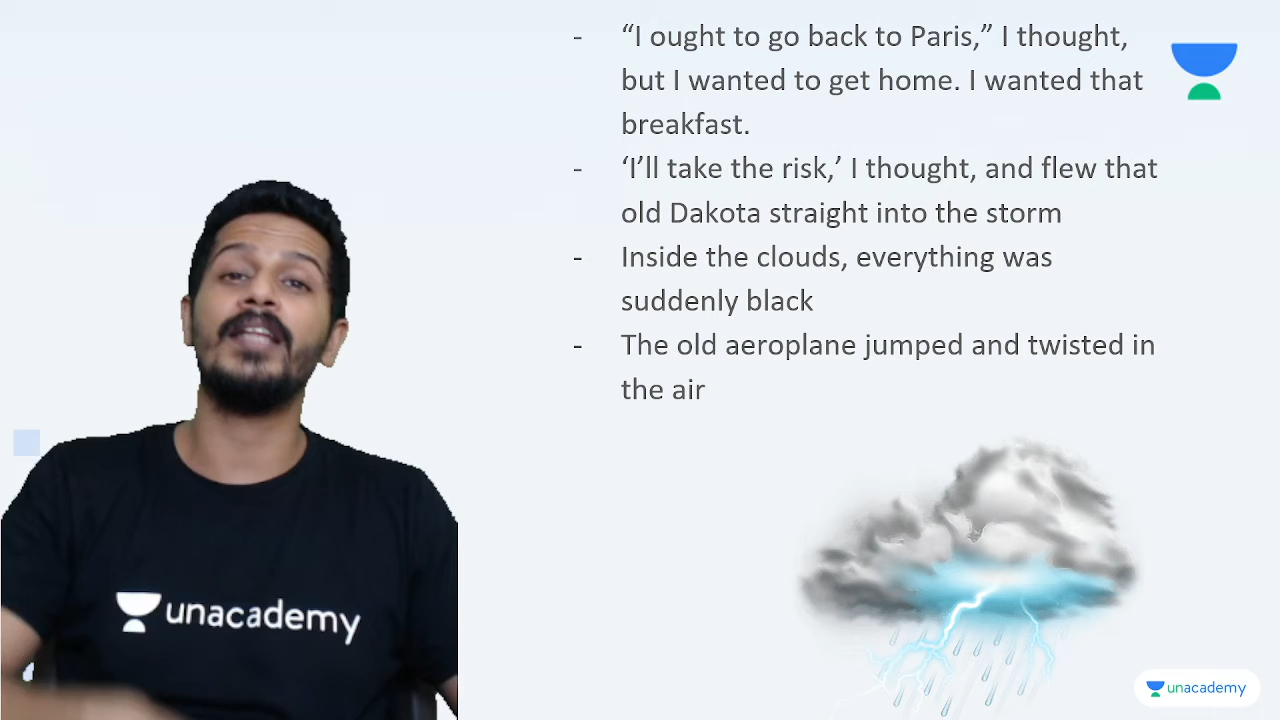 - “I ought to go back to Paris,” I thought,
but I wanted to get home. I wanted that
breakfast.
- ‘I’ll take the risk,’ I thought, and flew that
old Dakota straight into the storm
- Inside the clouds, everything was
suddenly black
- The old aeroplane jumped and twisted in
the air
unacademy
unacademy